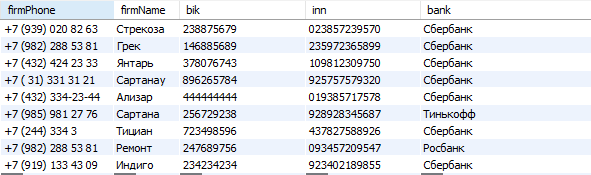 firmPhone firmName bik inn bank
+7 (939) 020 82 63 Стрекоза 238875679 023857239570 Сбербанк
+7 (982) 288 53 81 Грек 146885689 235972365899 Сбербанк
+7 (432) 424 23 33 Янтарь 378076743 109812309750 Сбербанк
+7 ( 31) 331 31 21 Сартанау 896265784 925757579320 Сбербанк
+7 (432) 334-23-44 Ализар 444444444 019385717578 Сбербанк
+7 (985) 981 27 76 Сартана 256729238 928928345687 Тинькофф
+7 (244) 334 3 Тициан 723498596 437827588926 Сбербанк
+7 (982) 288 53 81 Ремонт 247689756 093457209547 Росбанк
+7 (919) 133 43 09 Индиго 234234234 923402189855 Сбербанк